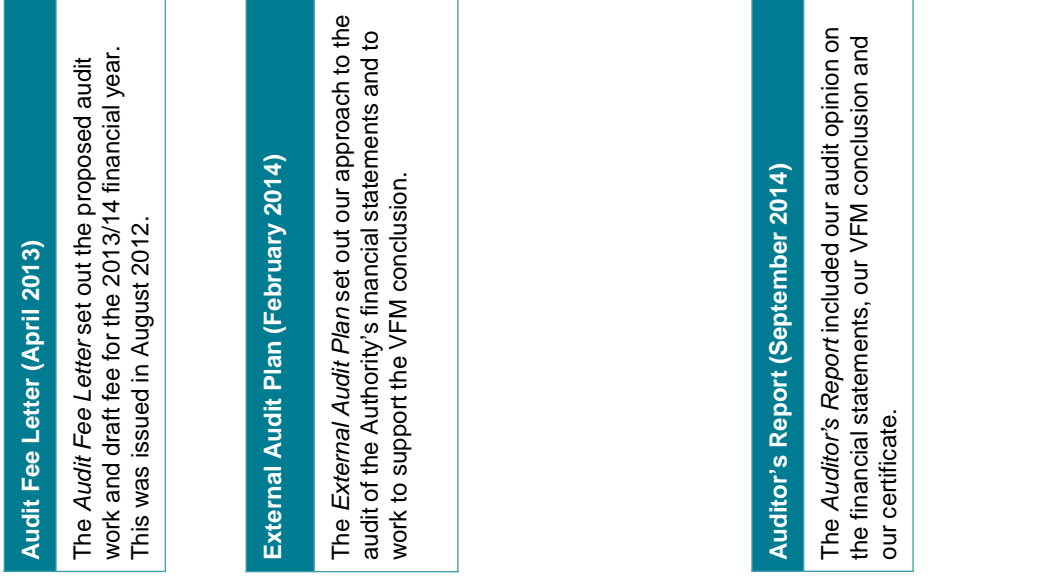 Audit Fee Letter (April 2013)
The Audit Fee Letter set out the proposed audit
work and draft fee for the 2013/14 financial year.
This was issued in August 2012.
External Audit Plan (February 2014)
The External Audit Plan set out our approach to the
audit of the Authority’s financial statements and to
work to support the VFM conclusion.
Auditor’s Report (September 2014)
The Auditor’s Report included our audit opinion on
the financial statements, our VFM conclusion and
our certificate.